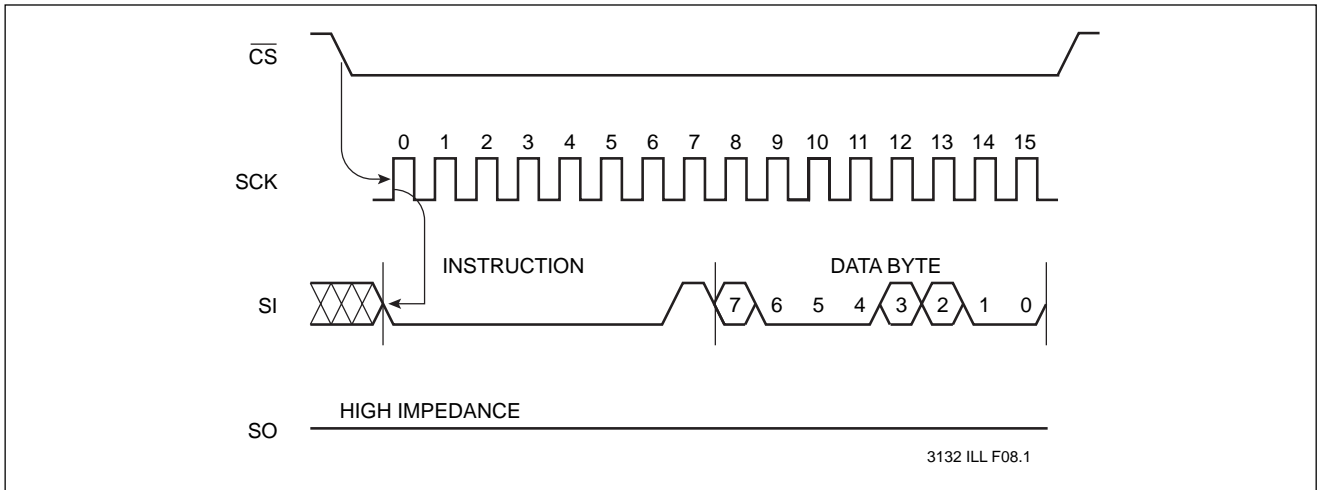 CS
0 1 2 3 4 5 6 7 8 9 10 11 12 13 14 15
SCK
INSTRUCTION DATA BYTE
SI 7 6 5 4 3 2 1 0
HIGH IMPEDANCE
SO
3132 ILL F08.1